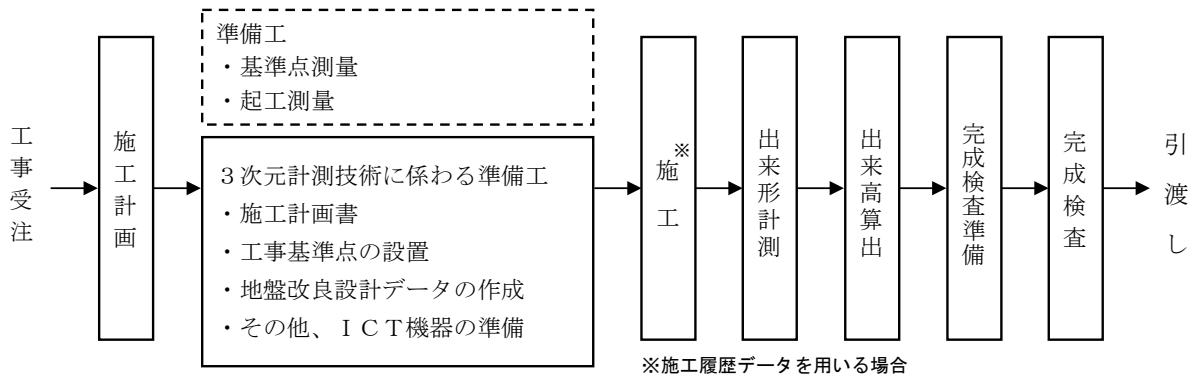 工事受注
施工計画
準備工
・基準点測量
・起工測量
３次元計測技術に係わる準備工
・施工計画書
・工事基準点の設置
・地盤改良設計データの作成
・その他、ＩＣＴ機器の準備
施工※
出来形計測
出来高算出
完成検査準備
完成検査
引渡し
※施工履歴データを用いる場合